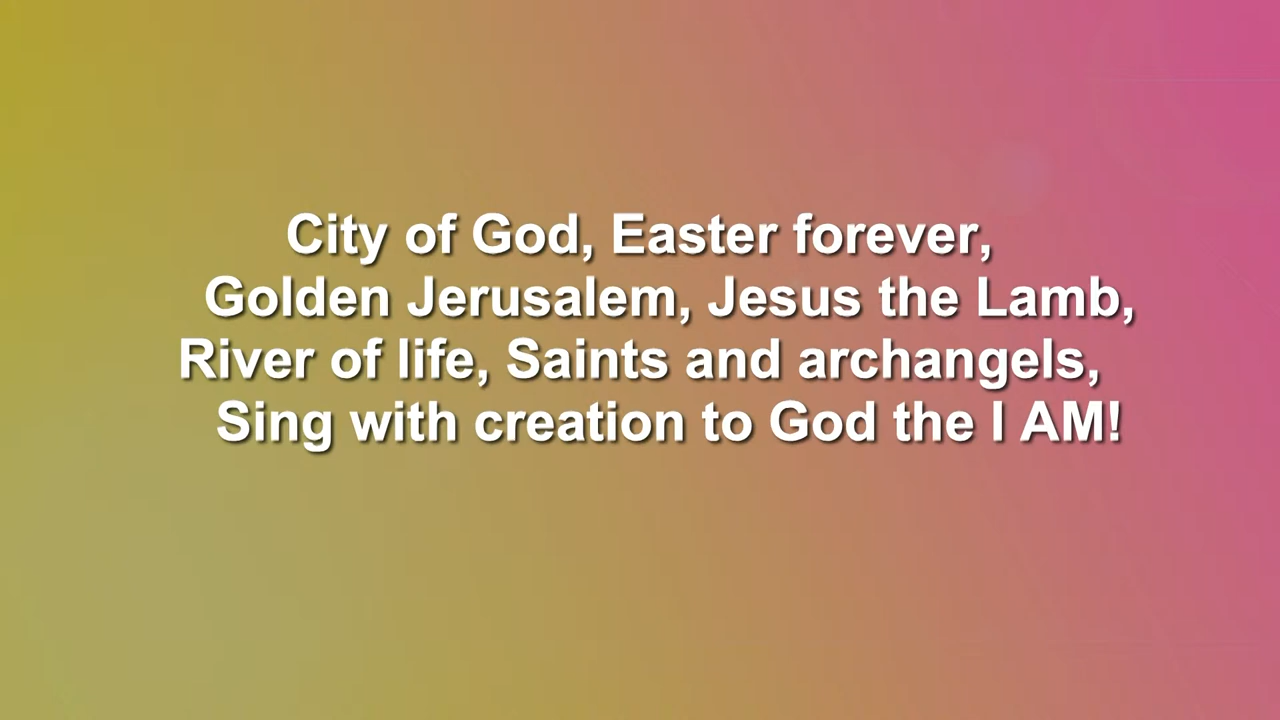 City of God, Easter forever,
Golden Jerusalem, Jesus the Lamb,
River of life, Saints and archangels,
Sing with creation to God the I AM!